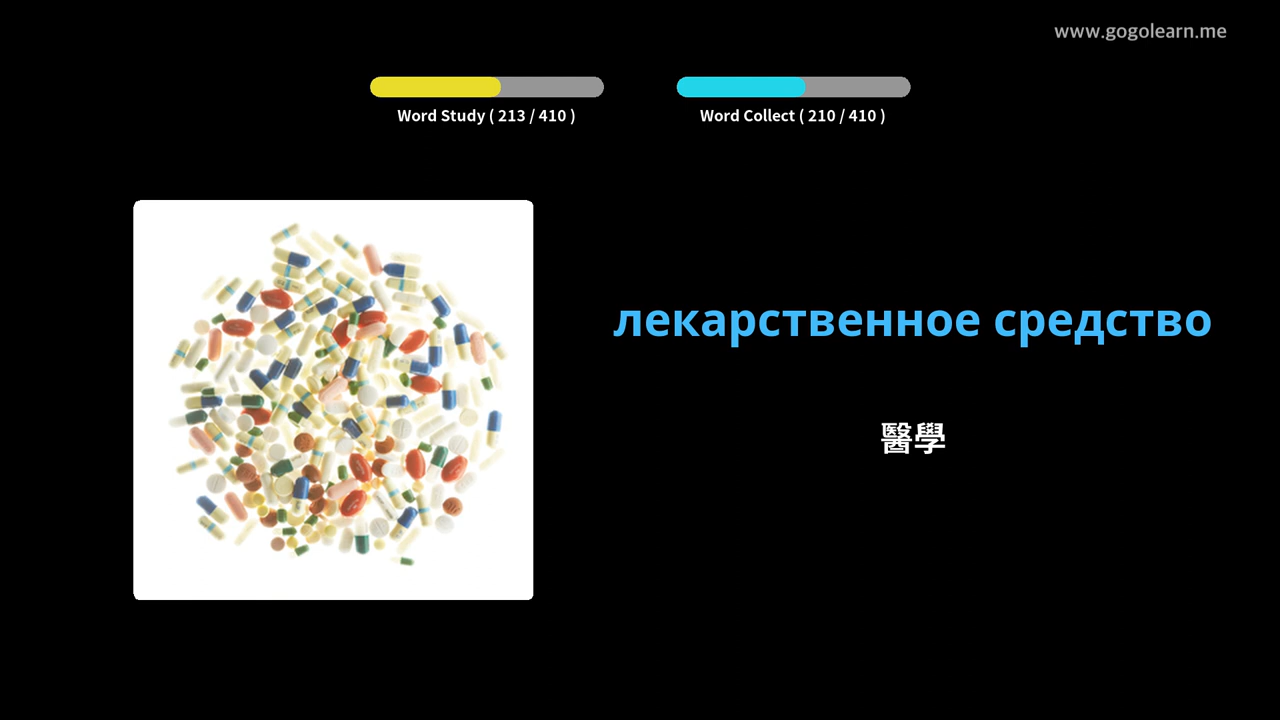 www.gogolearn.me
Word Study ( 213 / 410 )
Word Collect ( 210 / 410 )
лекарственное средство
醫學